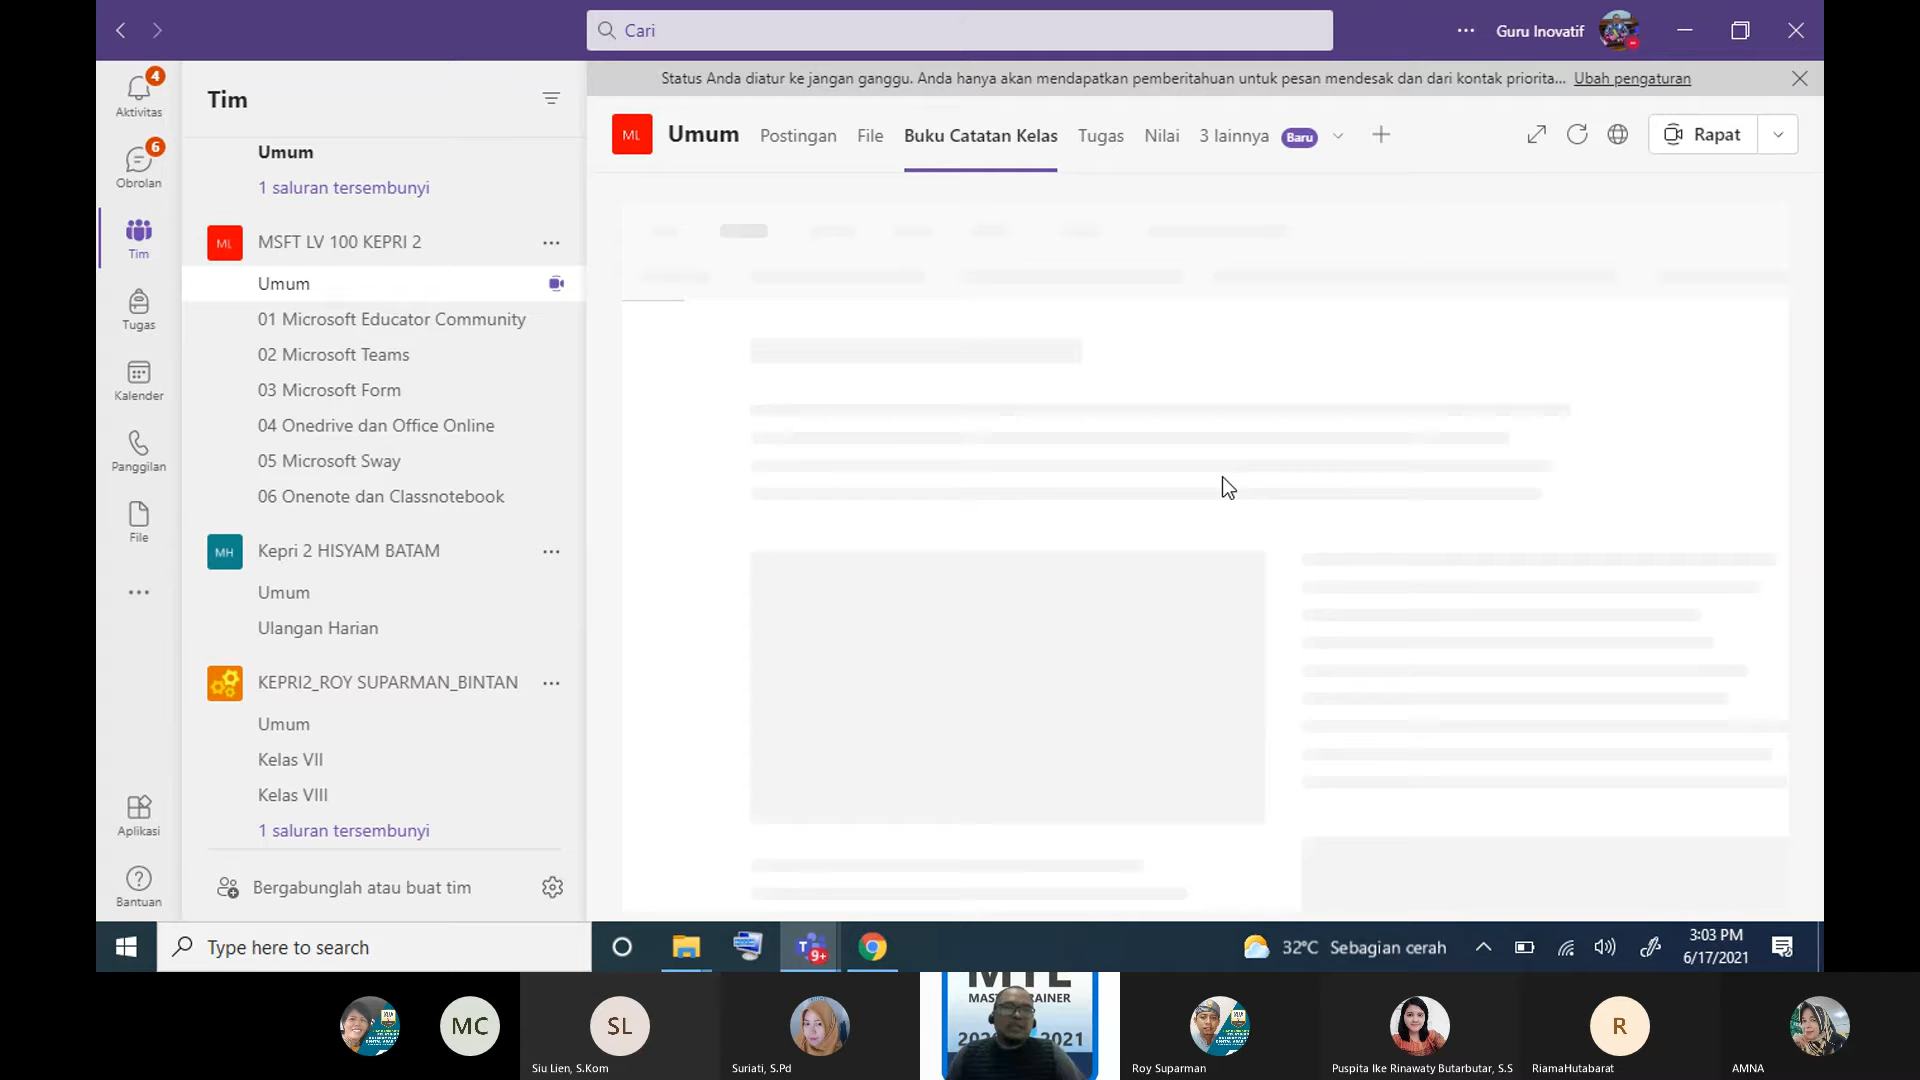 Cari
Guru Inovatif
Status Anda diatur ke jangan ganggu. Anda hanya akan mendapatkan pemberitahuan untuk pesan mendesak dan dari kontak priorita... Ubah pengaturan
4
Aktivitas
6
Obrolan
Tim
Tugas
Kalender
Panggilan
File
Aplikasi
Bantuan
Tim
Umum
1 saluran tersembunyi
ML MSFT LV 100 KEPRI 2
Umum
01 Microsoft Educator Community
02 Microsoft Teams
03 Microsoft Form
04 Onedrive dan Office Online
05 Microsoft Sway
06 Onenote dan Classnotebook
MH Kepri 2 HISYAM BATAM
Umum
Ulangan Harian
KEPRI2_ROY SUPARMAN_BINTAN
Umum
Kelas VII
Kelas VIII
1 saluran tersembunyi
Bergabunglah atau buat tim
ML Umum Postingan File Buku Catatan Kelas Tugas Nilai 3 lainnya Baru
Rapat
Type here to search
T 9+
32°C Sebagian cerah
3:03 PM
6/17/2021
MC
SL
R
Siu Lien, S.Kom
Suriati, S.Pd
Roy Suparman
Puspita Ike Rinawaty Butarbutar, S.S
RiamaHutabarat
AMNA
2021